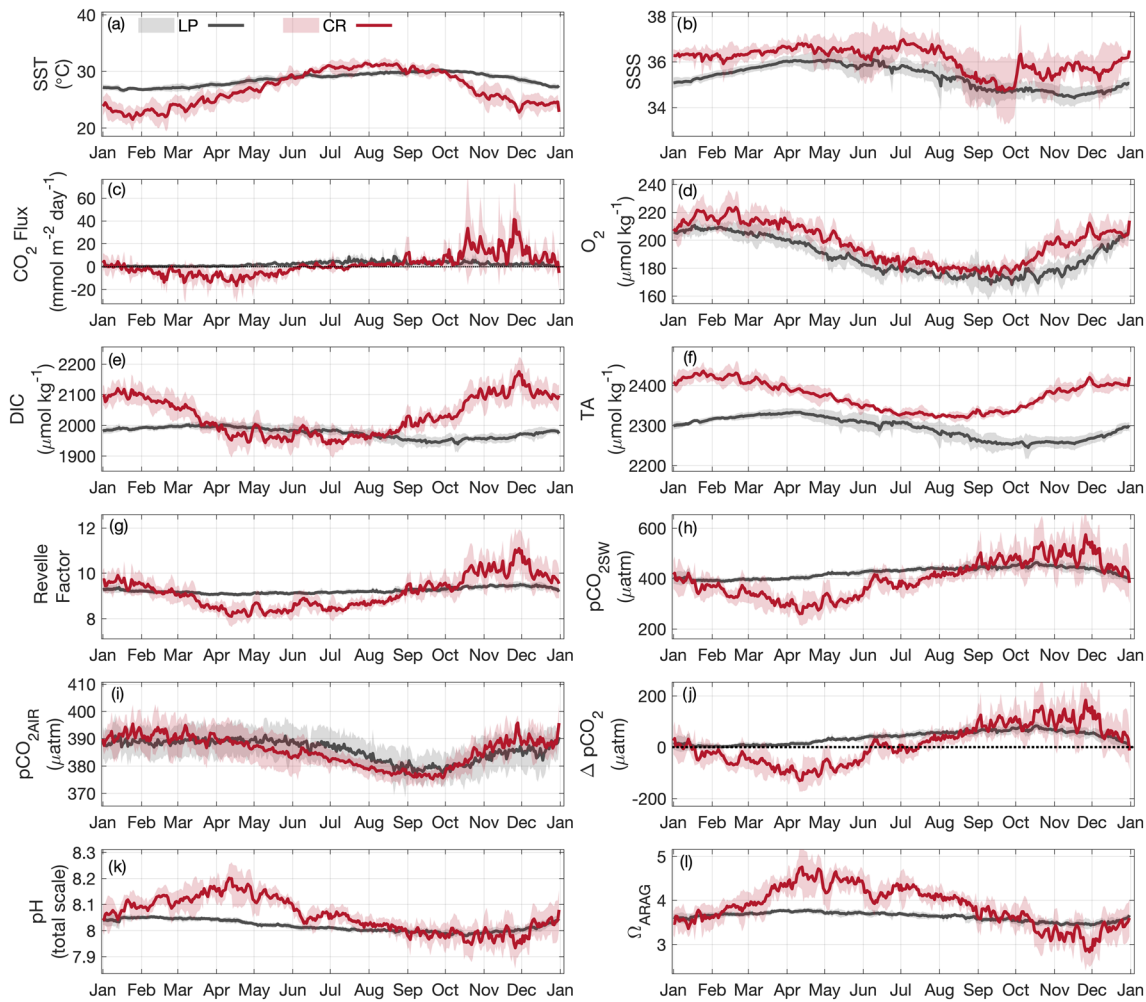 (a) LP CR
40
30
20
SST
(°C)
Jan Feb Mar Apr May Jun Jul Aug Sep Oct Nov Dec Jan
(b)
38
36
34
SSS
Jan Feb Mar Apr May Jun Jul Aug Sep Oct Nov Dec Jan
(c)
60
40
20
0
-20
CO2 Flux
(mmol m−2 day−1)
Jan Feb Mar Apr May Jun Jul Aug Sep Oct Nov Dec Jan
(d)
240
220
200
180
160
O2
(μmol kg-1)
Jan Feb Mar Apr May Jun Jul Aug Sep Oct Nov Dec Jan
(e)
2200
2100
2000
1900
DIC
(μmol kg-1)
Jan Feb Mar Apr May Jun Jul Aug Sep Oct Nov Dec Jan
(f)
2400
2300
2200
TA
(μmol kg-1)
Jan Feb Mar Apr May Jun Jul Aug Sep Oct Nov Dec Jan
(g)
12
10
8
Revelle
Factor
Jan Feb Mar Apr May Jun Jul Aug Sep Oct Nov Dec Jan
(h)
600
400
200
pCO2SW
(μatm)
Jan Feb Mar Apr May Jun Jul Aug Sep Oct Nov Dec Jan
(i)
410
400
390
380
370
pCO2AIR
(μatm)
Jan Feb Mar Apr May Jun Jul Aug Sep Oct Nov Dec Jan
(j)
200
0
-200
Δ pCO2
(μatm)
Jan Feb Mar Apr May Jun Jul Aug Sep Oct Nov Dec Jan
(k)
8.3
8.2
8.1
8
7.9
pH
(total scale)
Jan Feb Mar Apr May Jun Jul Aug Sep Oct Nov Dec Jan
(l)
5
4
3
ΩARAG
Jan Feb Mar Apr May Jun Jul Aug Sep Oct Nov Dec Jan